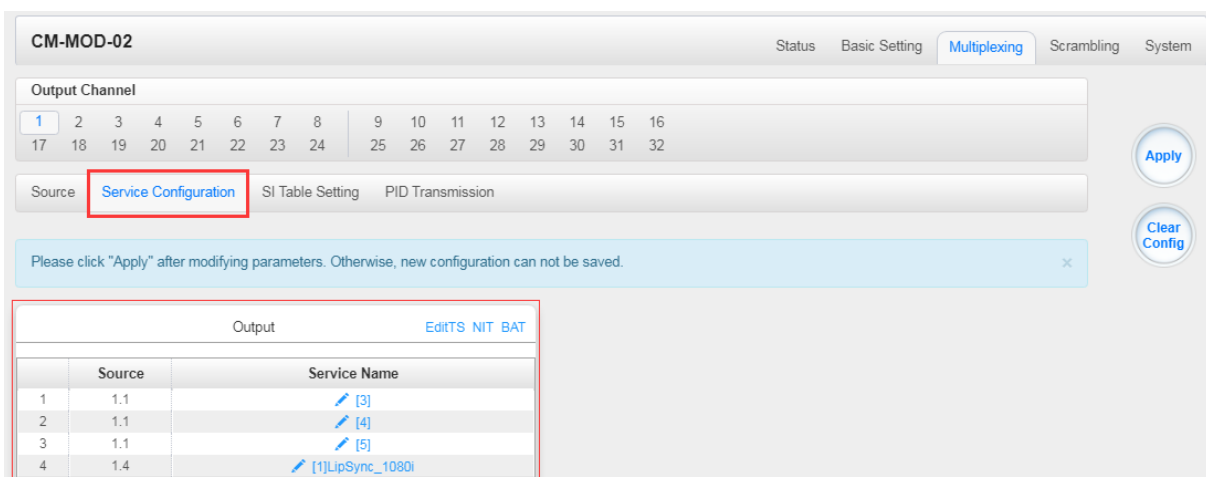 CM-MOD-02 Status Basic Setting Multiplexing Scrambling System
Output Channel
1 2 3 4 5 6 7 8 9 10 11 12 13 14 15 16
17 18 19 20 21 22 23 24 25 26 27 28 29 30 31 32
Apply
Source Service Configuration SI Table Setting PID Transmission
Clear
Config
Please click "Apply" after modifying parameters. Otherwise, new configuration can not be saved. ×
Output EditTS NIT BAT
Source Service Name
1 1.1 [3]
2 1.1 [4]
3 1.1 [5]
4 1.4 [1]LipSync_1080i